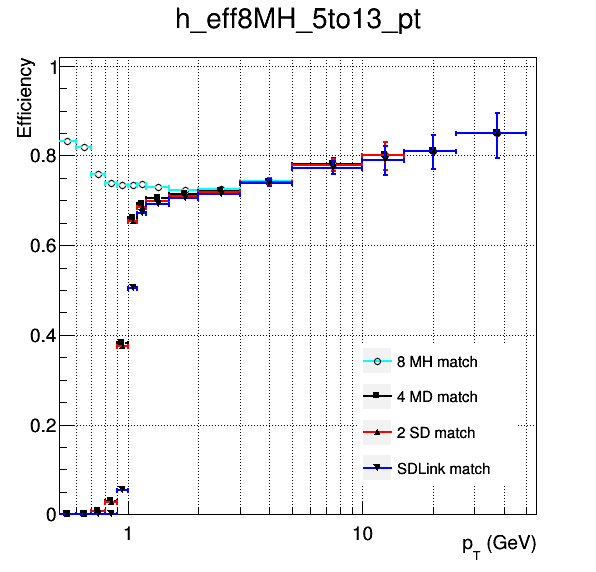 h_eff8MH_5to13_pt
Efficiency
1
0.8
0.6
0.4
0.2
0
8 MH match
4 MD match
2 SD match
SDLink match
1
10
p_T (GeV)